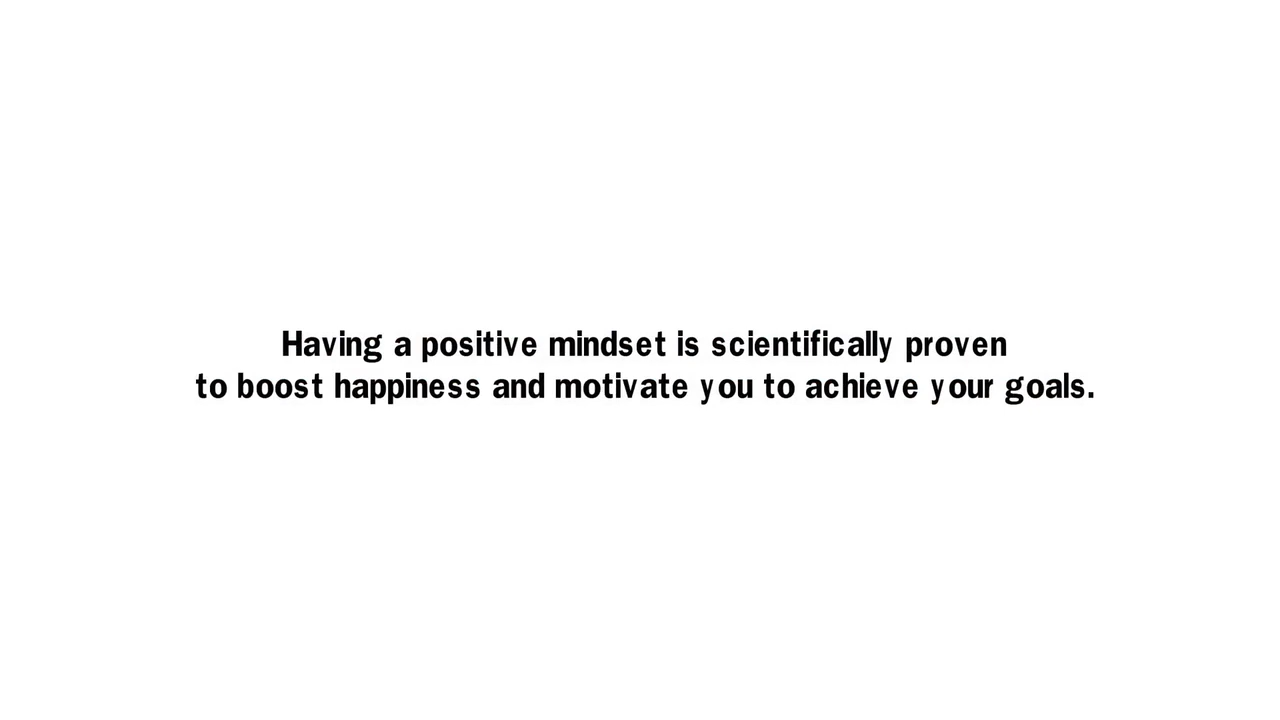 Having a positive mindset is scientifically proven
to boost happiness and motivate you to achieve your goals.